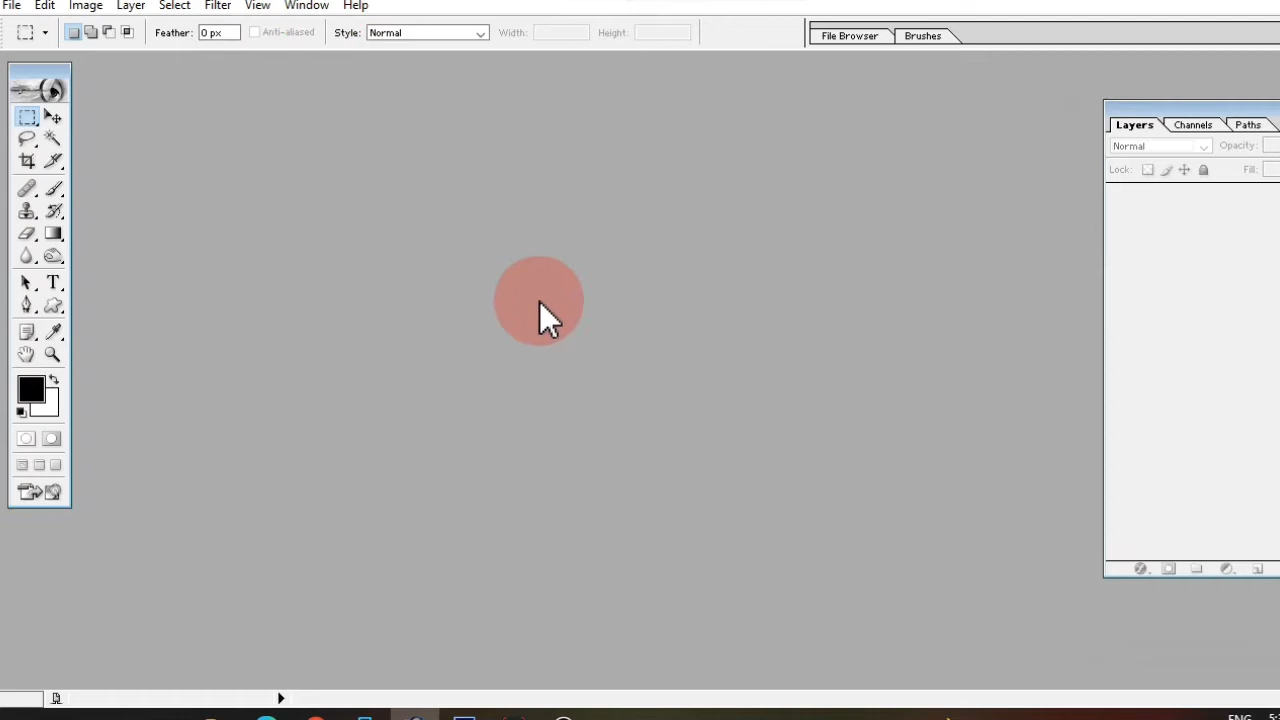 File Edit Image Layer Select Filter View Window Help
Feather: 0 px Anti-aliased Style: Normal Width: Height: File Browser Brushes
Layers Channels Paths
Normal Opacity:
Lock: Fill:
T
ENG